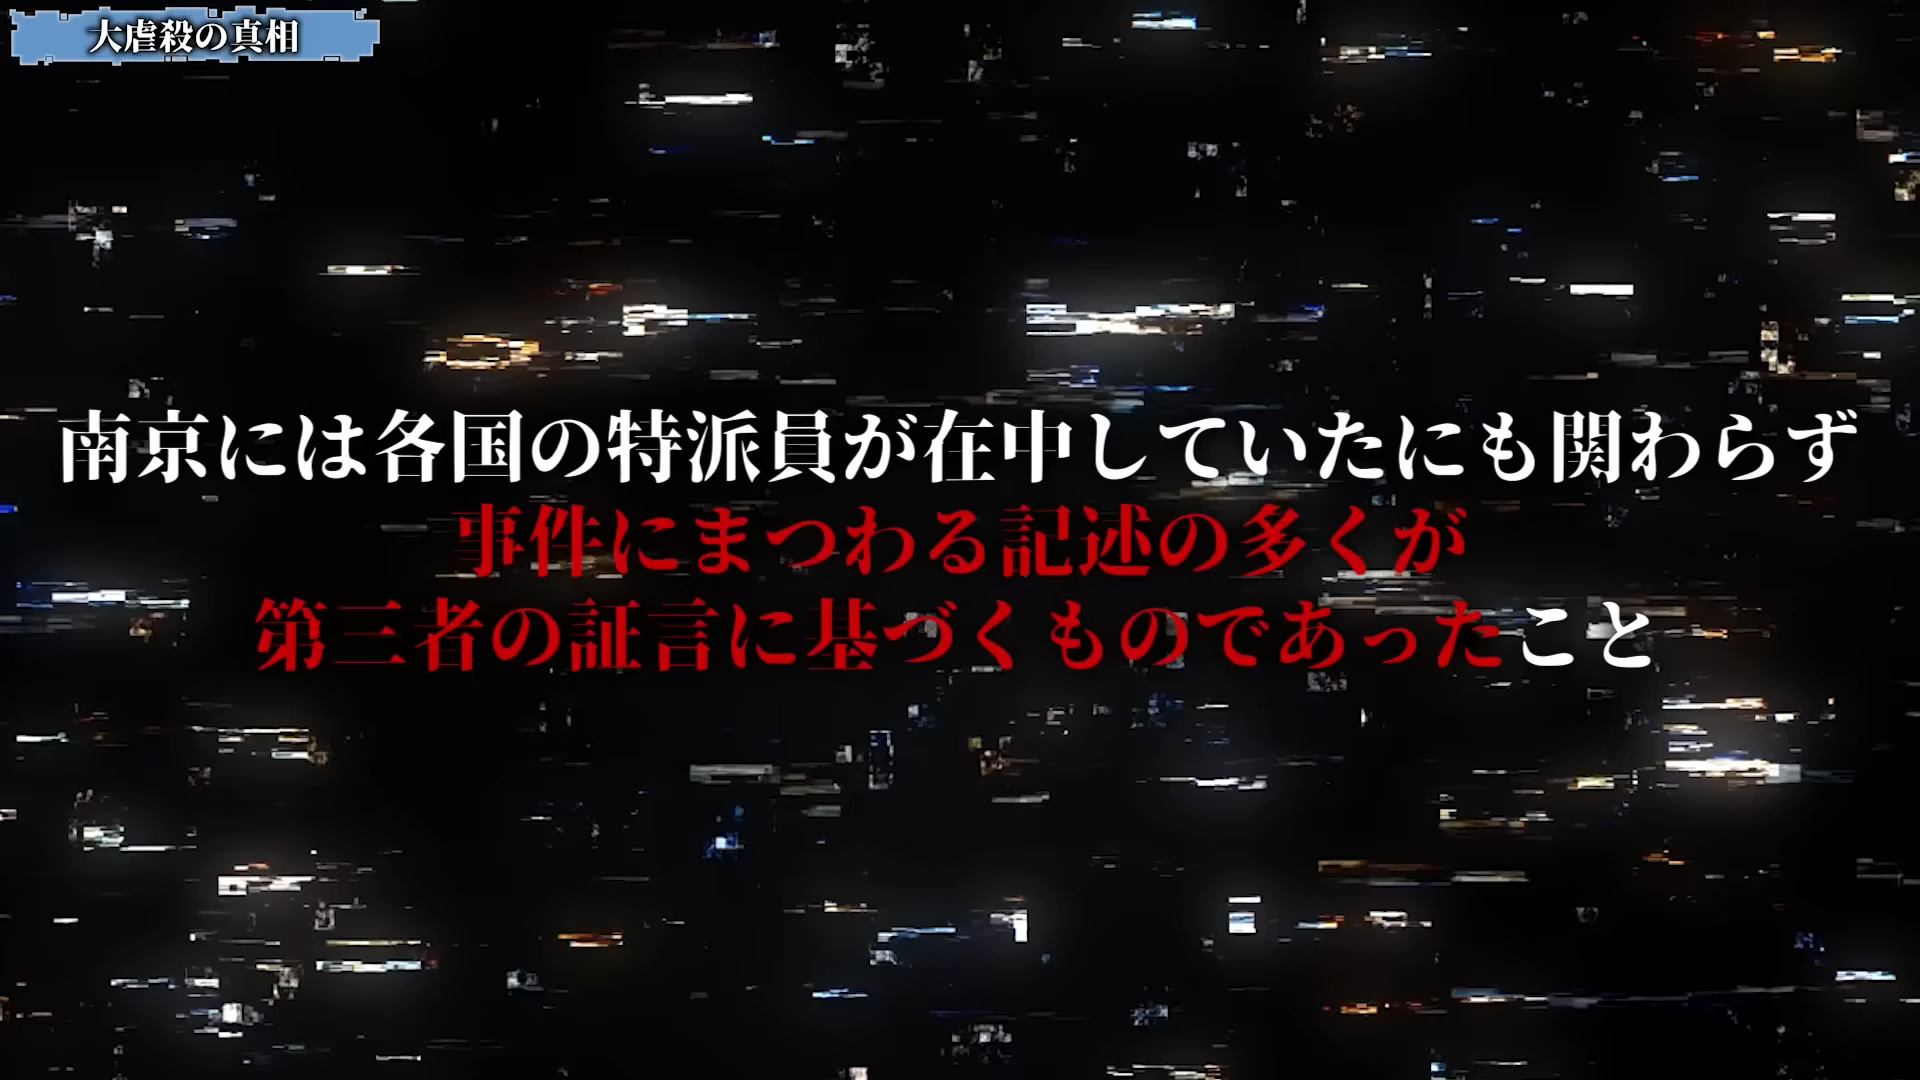 大虐殺の真相
南京には各国の特派員が在中していたにも関わらず
事件にまつわる記述の多くが
第三者の証言に基づくものであったこと